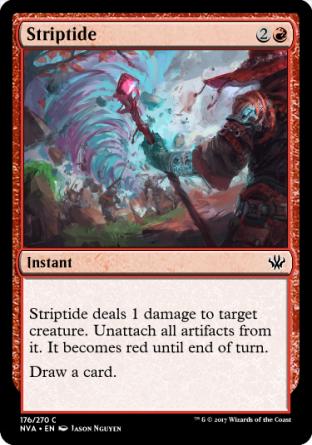 Striptide 2
Instant
Striptide deals 1 damage to target
creature. Unattach all artifacts from
it. It becomes red until end of turn.
Draw a card.
176/270 C
NVA • EN Jason Nguyen
™ & © 2017 Wizards of the Coast